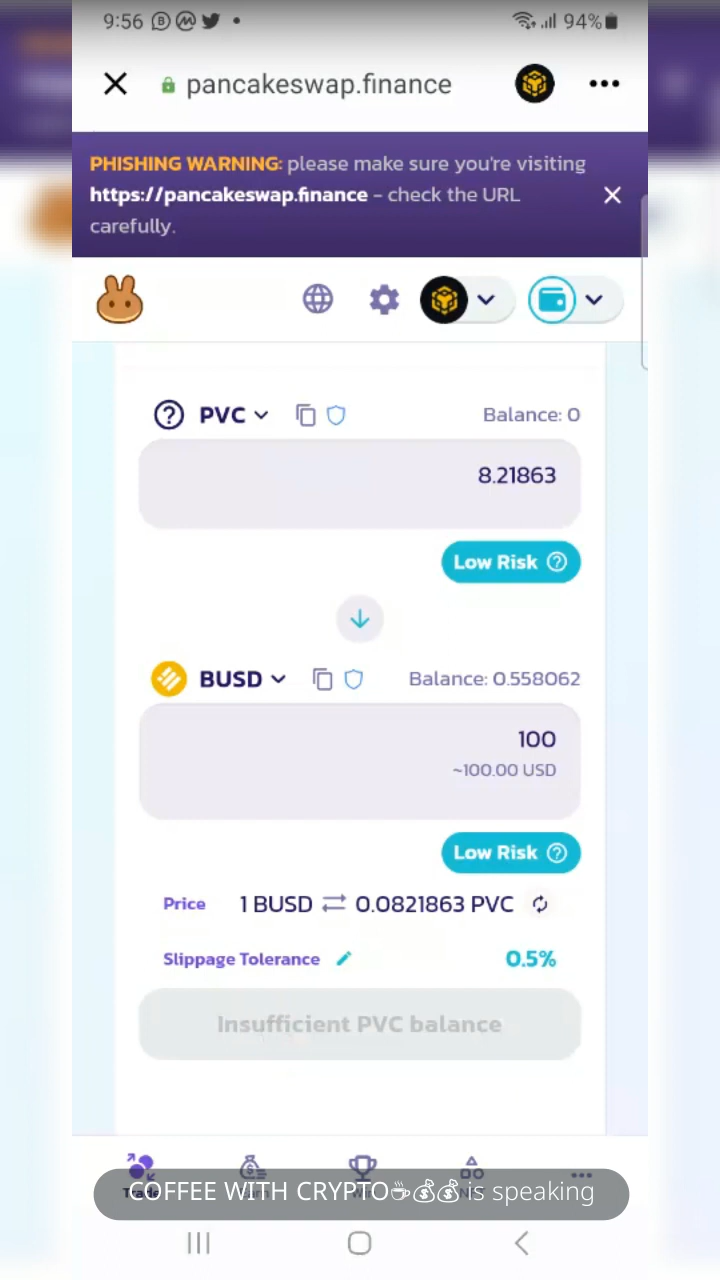 9:56
94%
pancakeswap.finance
PHISHING WARNING: please make sure you're visiting
https://pancakeswap.finance - check the URL
carefully.
PVC
Balance: 0
8.21863
Low Risk
BUSD
Balance: 0.558062
100
~100.00 USD
Low Risk
Price 1 BUSD ⇄ 0.0821863 PVC
Slippage Tolerance 0.5%
Insufficient PVC balance
COFFEE WITH CRYPTO☕💰💰 is speaking